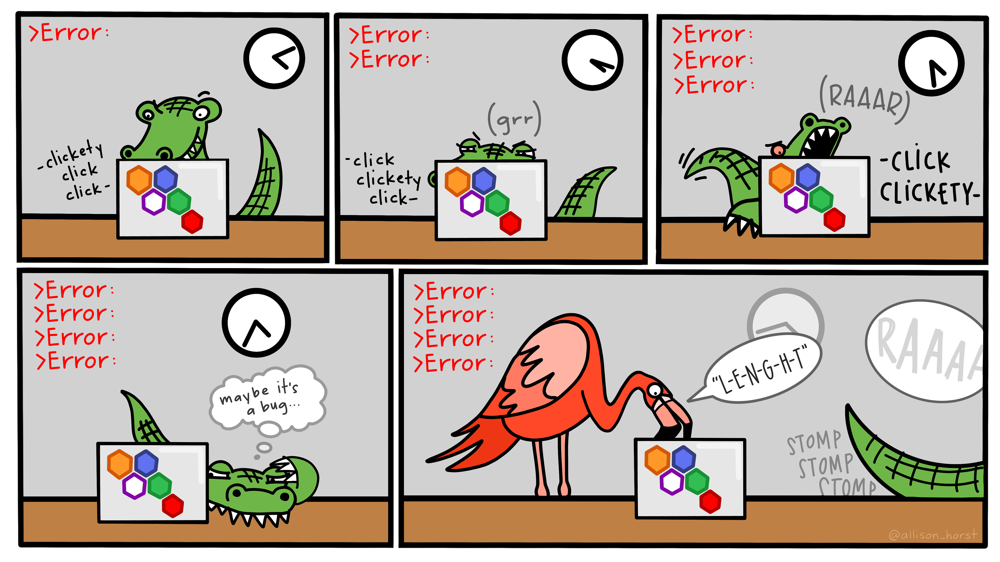 >Error:
-clickety
click
click-
>Error:
>Error:
(grr)
-click
clickety
click-
>Error:
>Error:
>Error:
(RAAAR)
-CLICK
CLICKETY-
>Error:
>Error:
>Error:
>Error:
maybe it's
a bug...
>Error:
>Error:
>Error:
>Error:
"L-E-N-G-H-T"
RAAAA
STOMP
STOMP
STOMP
@allison_horst